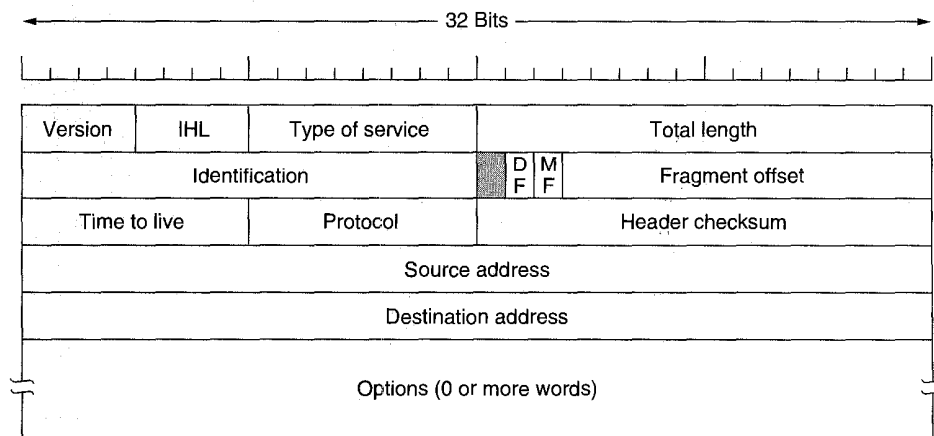 32 Bits
Version IHL Type of service Total length
Identification D F M F Fragment offset
Time to live Protocol Header checksum
Source address
Destination address
Options (0 or more words)